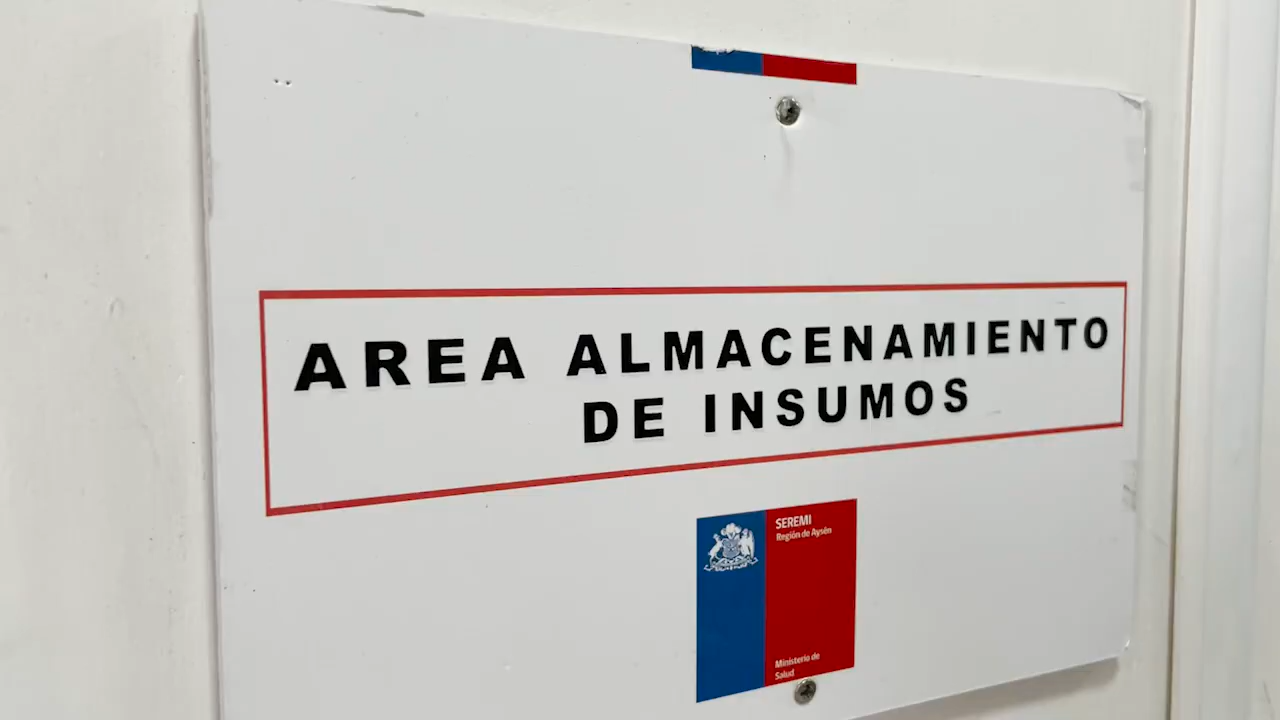 AREA ALMACENAMIENTO
DE INSUMOS
SEREMI
Región de Aysén
Ministerio de
Salud